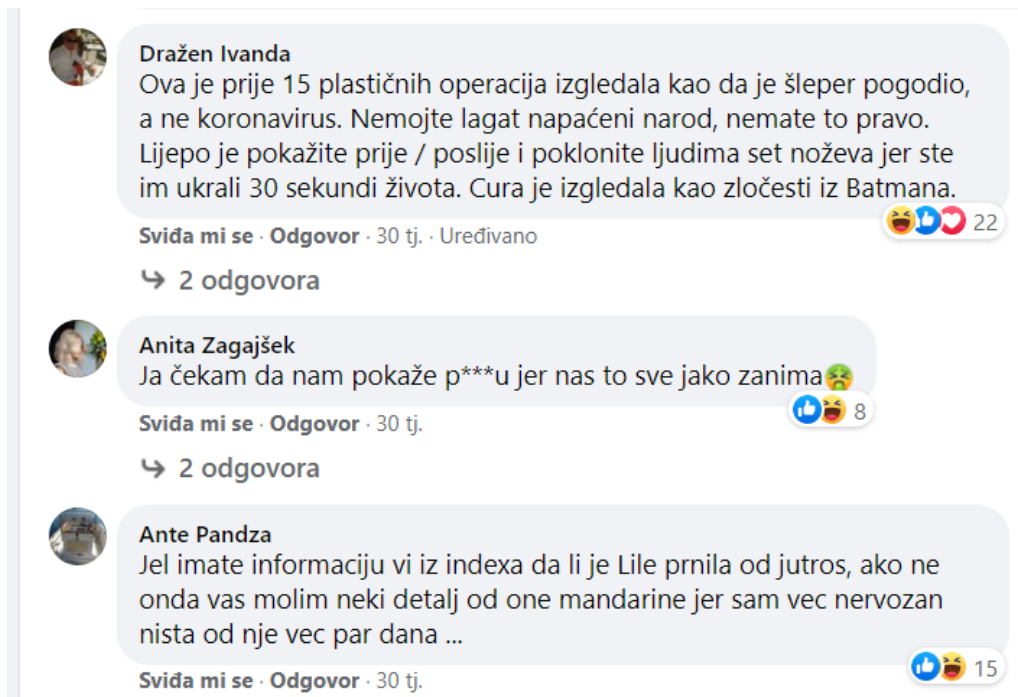 Dražen Ivanda
Ova je prije 15 plastičnih operacija izgledala kao da je šleper pogodio,
a ne koronavirus. Nemojte lagat napaćeni narod, nemate to pravo.
Lijepo je pokažite prije / poslije i poklonite ljudima set noževa jer ste
im ukrali 30 sekundi života. Cura je izgledala kao zločesti iz Batmana.
22
Sviđa mi se · Odgovor · 30 tj. · Uređivano
2 odgovora
Anita Zagajšek
Ja čekam da nam pokaže p***u jer nas to sve jako zanima🤮
8
Sviđa mi se · Odgovor · 30 tj.
2 odgovora
Ante Pandza
Jel imate informaciju vi iz indexa da li je Lile prnila od jutros, ako ne
onda vas molim neki detalj od one mandarine jer sam vec nervozan
nista od nje vec par dana ...
15
Sviđa mi se · Odgovor · 30 tj.